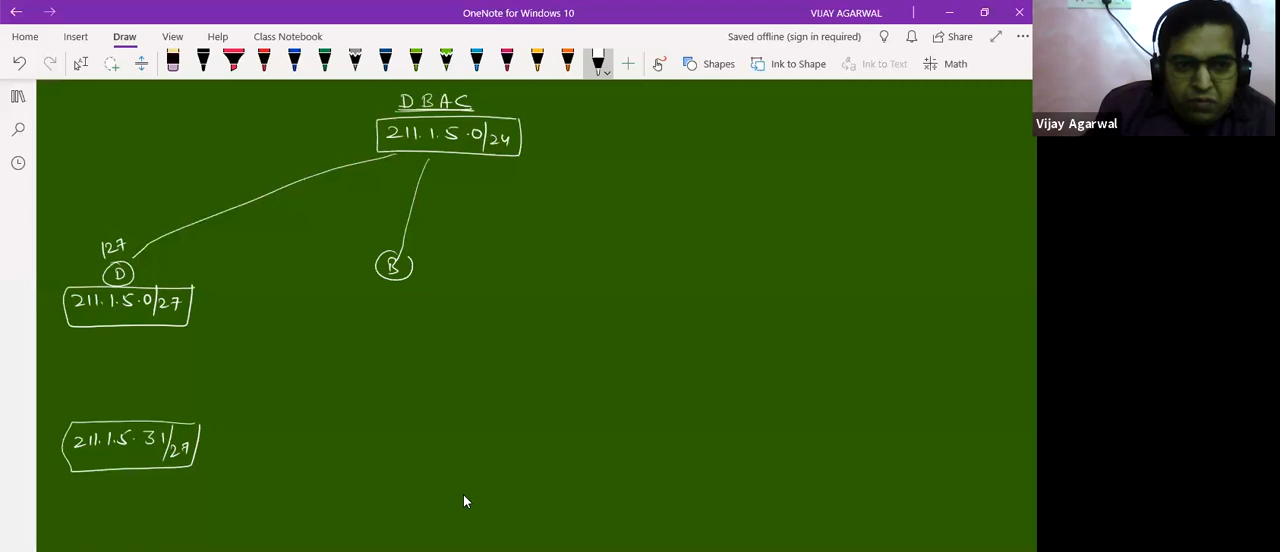 OneNote for Windows 10
VIJAY AGARWAL
Home Insert Draw View Help Class Notebook
Saved offline (sign in required)
Share
Shapes
Ink to Shape
Ink to Text
Math
Vijay Agarwal
DBAC
211.1.5.0/24
127
D
B
211.1.5.0/27
211.1.5.31/27